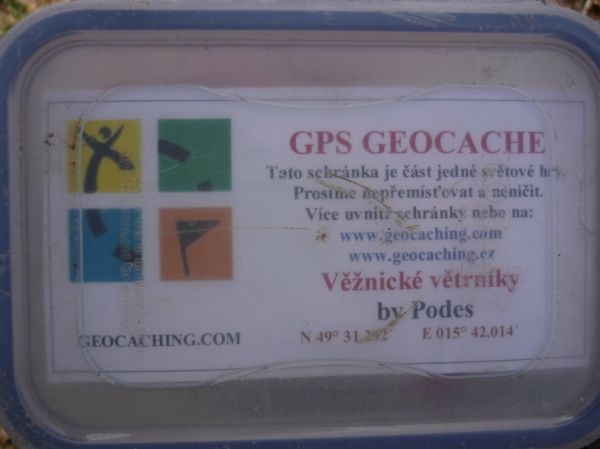 GPS GEOCACHE
Tato schránka je část jedné světové hry.
Prosíme nepřemísťovat a neničit.
Více uvnitř schránky nebo na:
www.geocaching.com
www.geocaching.cz
Věžnické větrníky
by Podes
GEOCACHING.COM
N 49° 31.292' E 015° 42.014'